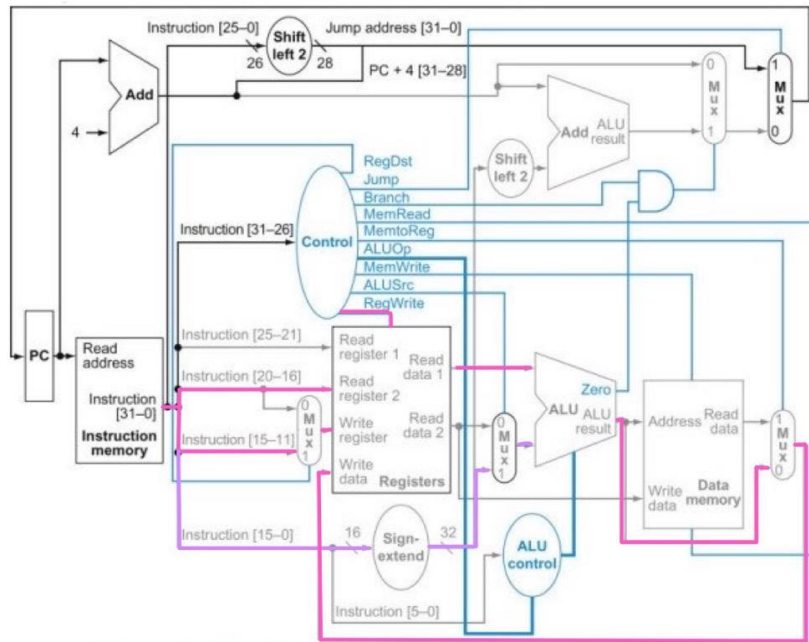 Instruction [25–0]
Shift
left 2
Jump address [31–0]
26
28
PC + 4 [31–28]
Add
4
0
M
u
x
1
1
M
u
x
0
Add
ALU
result
Shift
left 2
RegDst
Jump
Branch
MemRead
MemtoReg
ALUOp
MemWrite
ALUSrc
RegWrite
Instruction [31–26]
Control
PC
Read
address
Instruction
[31–0]
Instruction
memory
Instruction [25–21]
Instruction [20–16]
Instruction [15–11]
0
M
u
x
1
Read
register 1
Read
register 2
Write
register
Write
data
Read
data 1
Read
data 2
Registers
0
M
u
x
1
Zero
ALU
ALU
result
Address
Read
data
Write
data
Data
memory
1
M
u
x
0
Instruction [15–0]
16
Sign-
extend
32
ALU
control
Instruction [5–0]